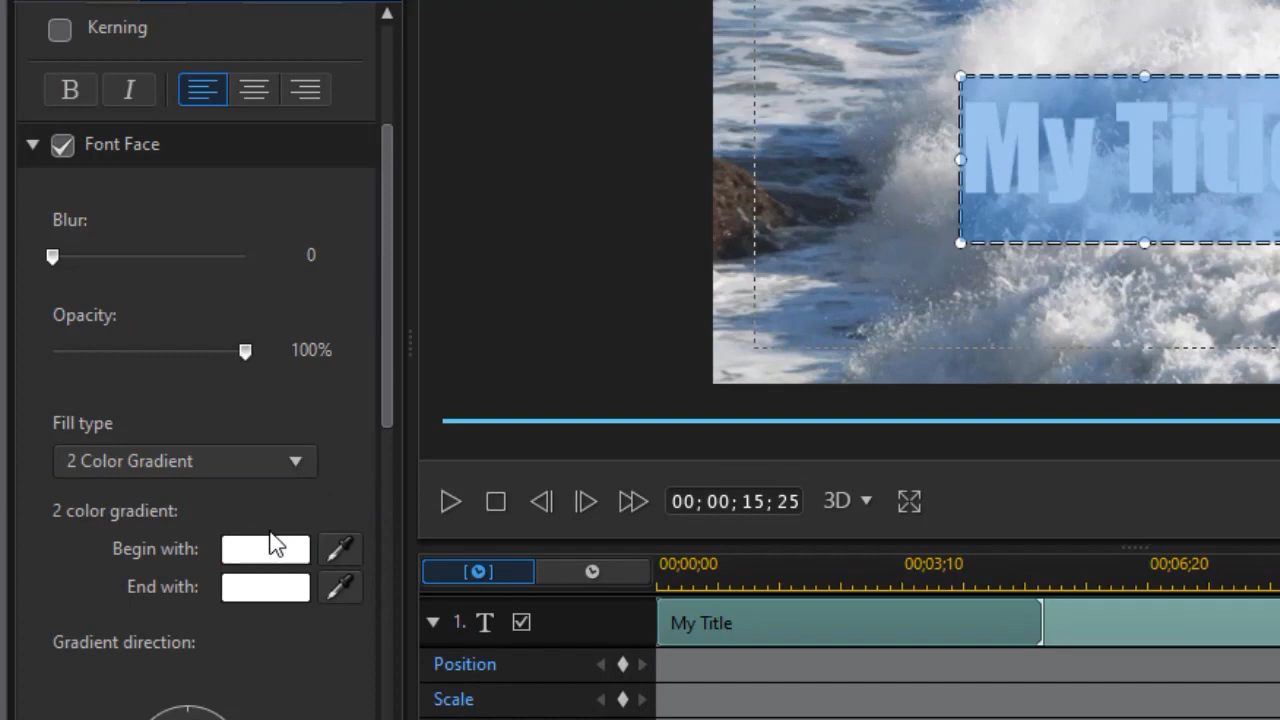 Kerning
B I
Font Face
Blur:
0
Opacity:
100%
Fill type
2 Color Gradient
2 color gradient:
Begin with:
End with:
Gradient direction:
My Title
00;00;15;25
3D
00;00;00 00;03;10 00;06;20
1. T My Title
Position
Scale